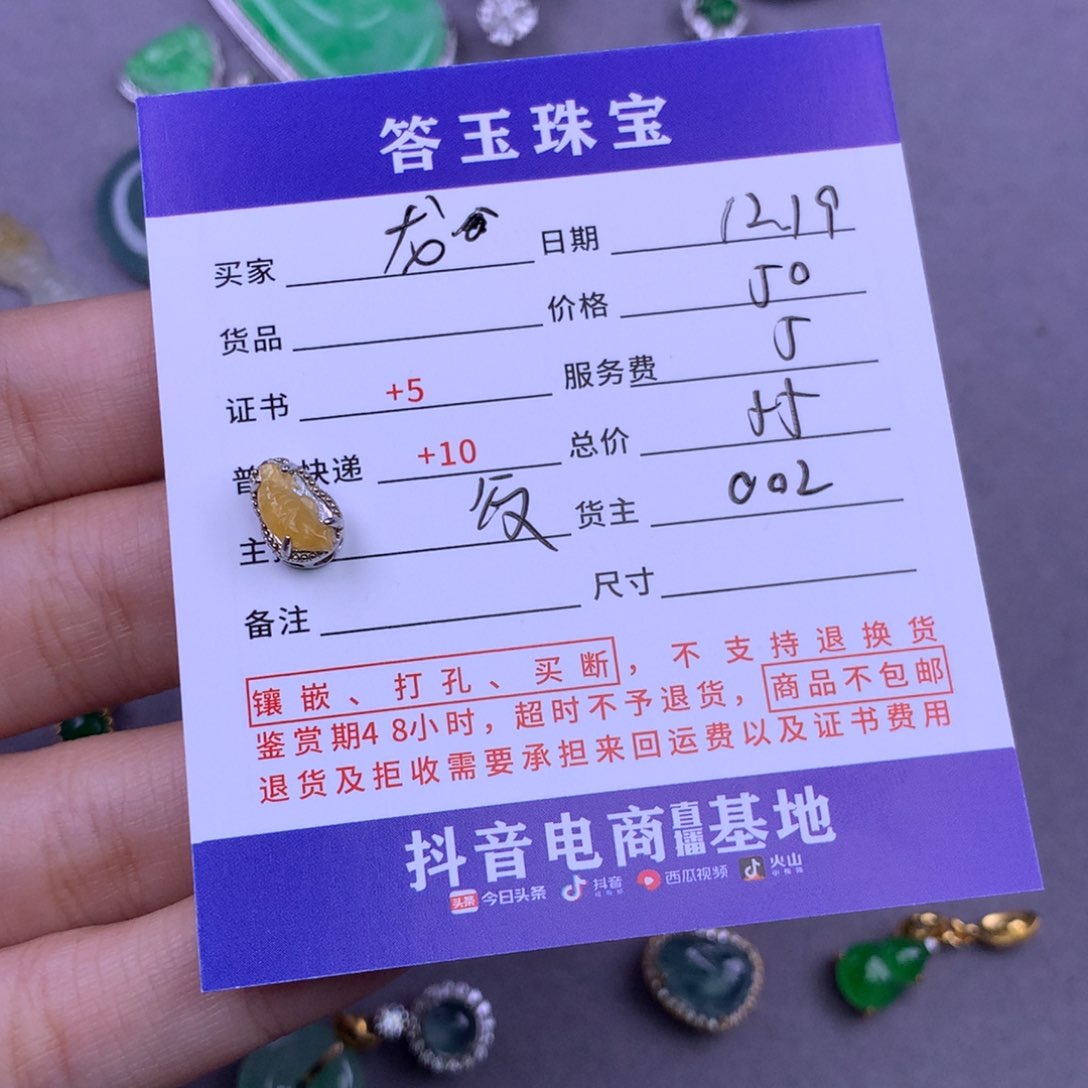 答玉珠宝
买家 龙 日期 1219
货品 价格 50
证书 +5 服务费 5
普 快递 +10 总价 55
主 货主 002
备注 尺寸
镶嵌、打孔、买断，不支持退换货
鉴赏期48小时，超时不予退货，商品不包邮
退货及拒收需要承担来回运费以及证书费用
抖音电商直播基地
头条 今日头条 抖音 西瓜视频 火山